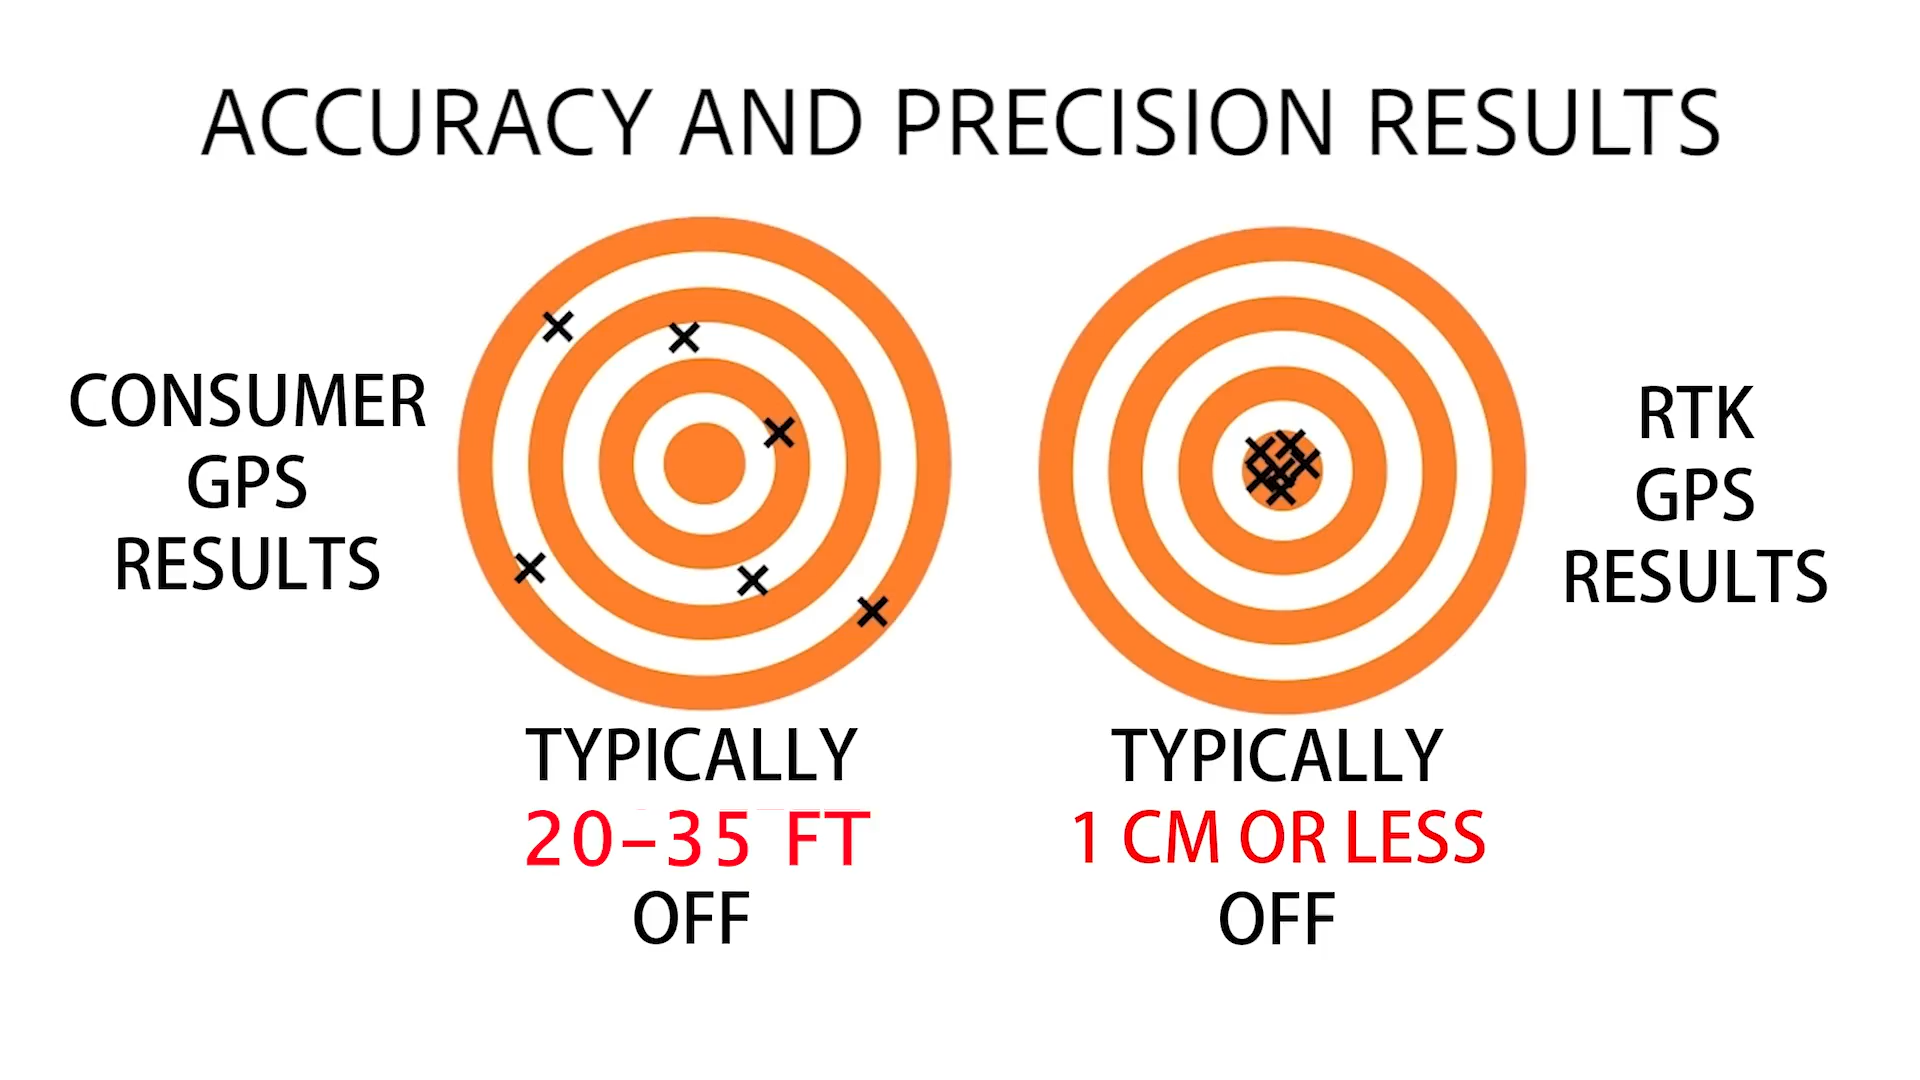 ACCURACY AND PRECISION RESULTS
CONSUMER
GPS
RESULTS
TYPICALLY
20-35 FT
OFF
TYPICALLY
1 CM OR LESS
OFF
RTK
GPS
RESULTS